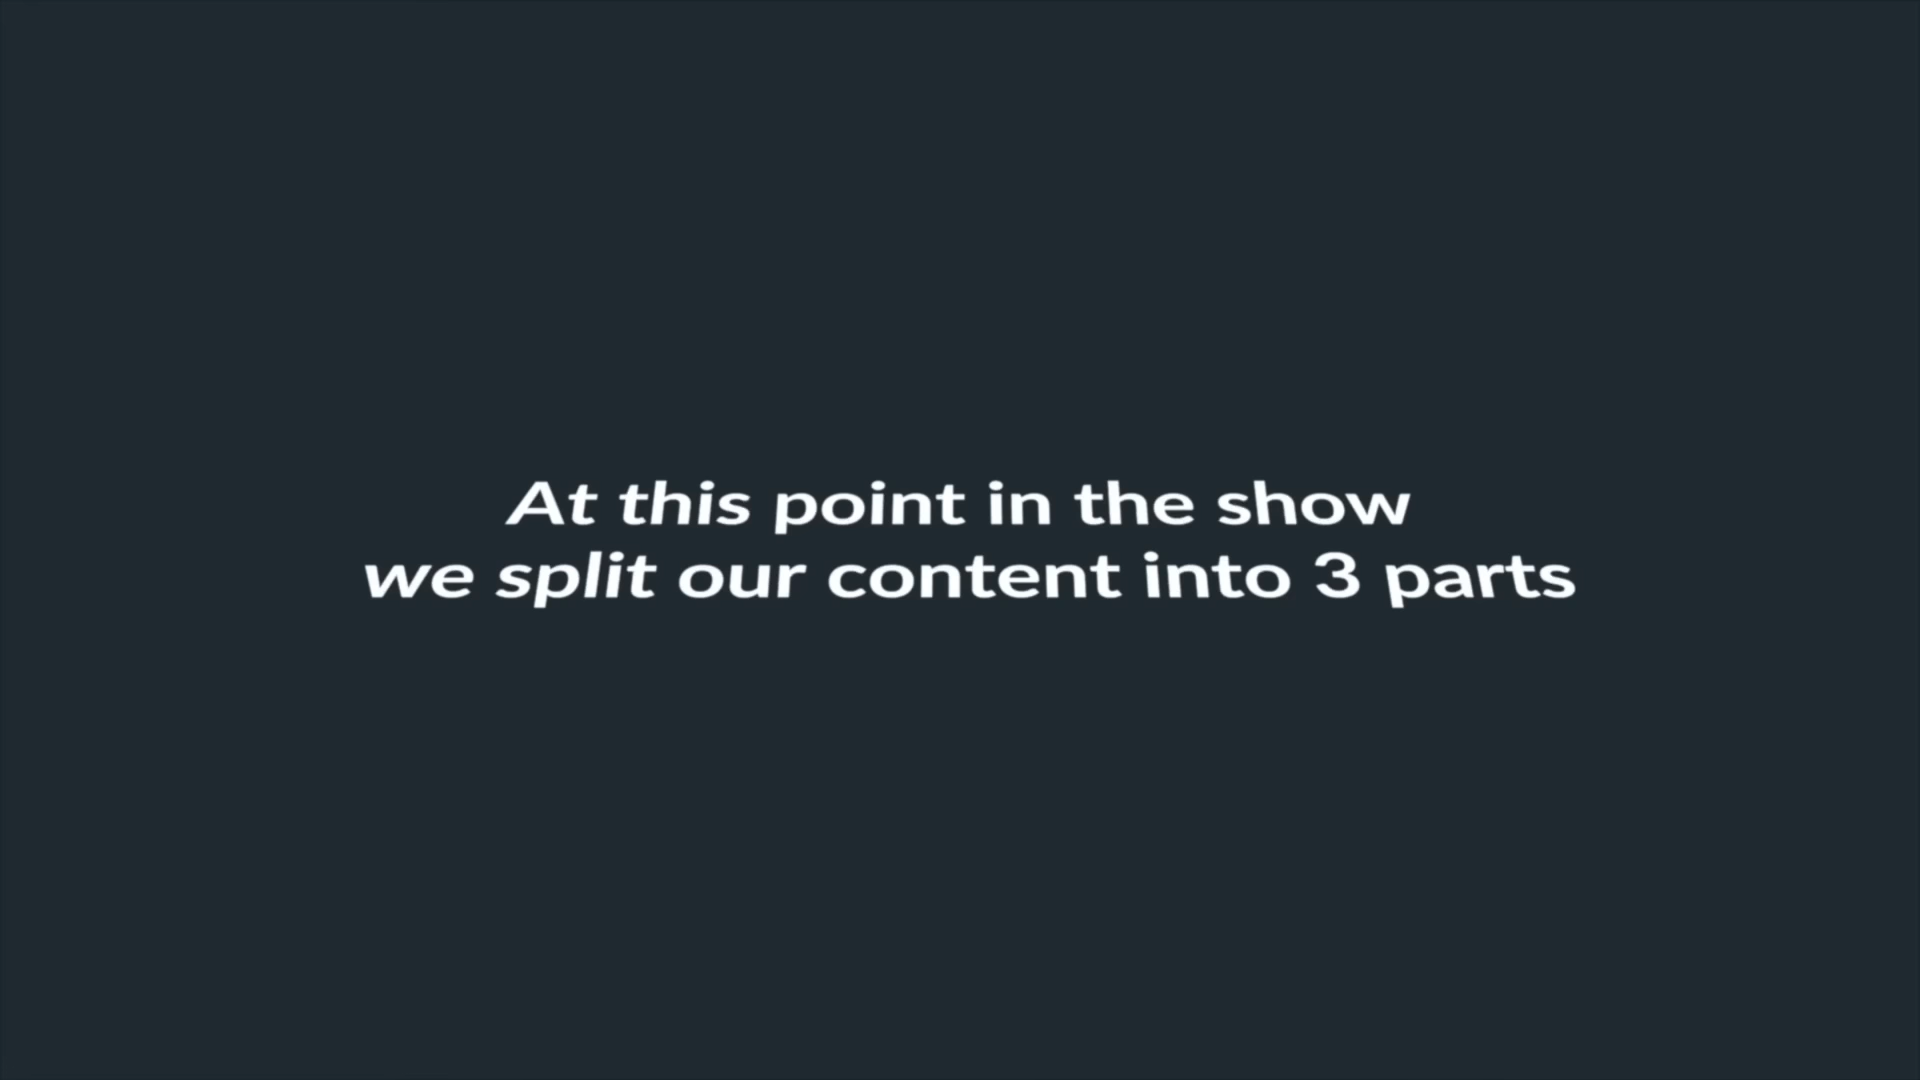 At this point in the show
we split our content into 3 parts